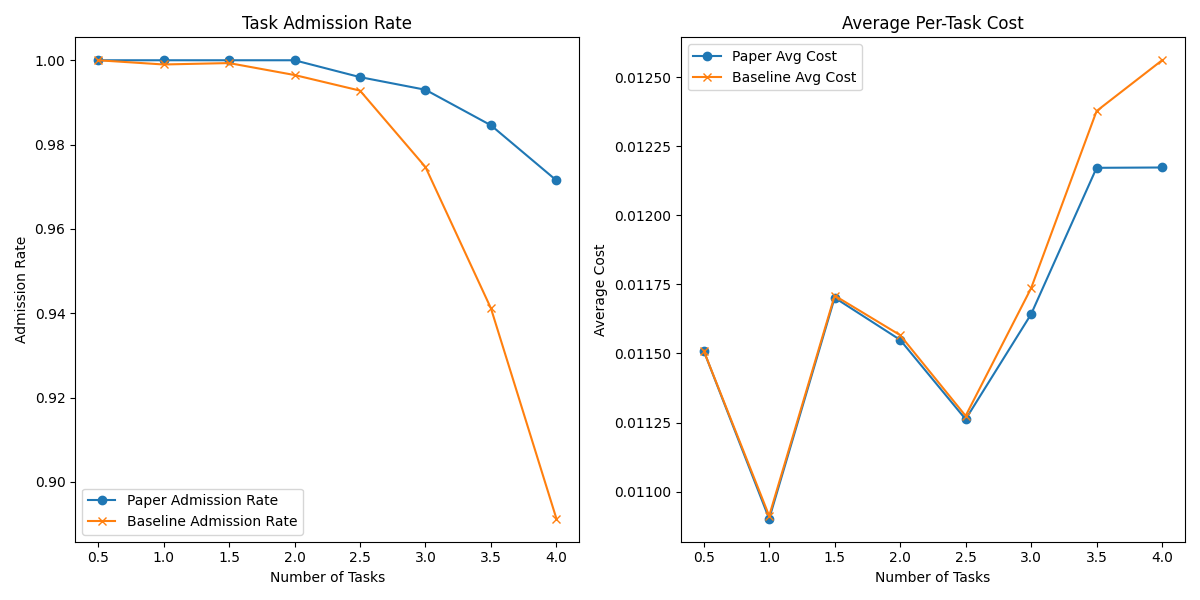 Task Admission Rate
Admission Rate
1.00
0.98
0.96
0.94
0.92
0.90
Paper Admission Rate
Baseline Admission Rate
0.5 1.0 1.5 2.0 2.5 3.0 3.5 4.0
Number of Tasks
Average Per-Task Cost
Average Cost
Paper Avg Cost
Baseline Avg Cost
0.01250
0.01225
0.01200
0.01175
0.01150
0.01125
0.01100
0.5 1.0 1.5 2.0 2.5 3.0 3.5 4.0
Number of Tasks